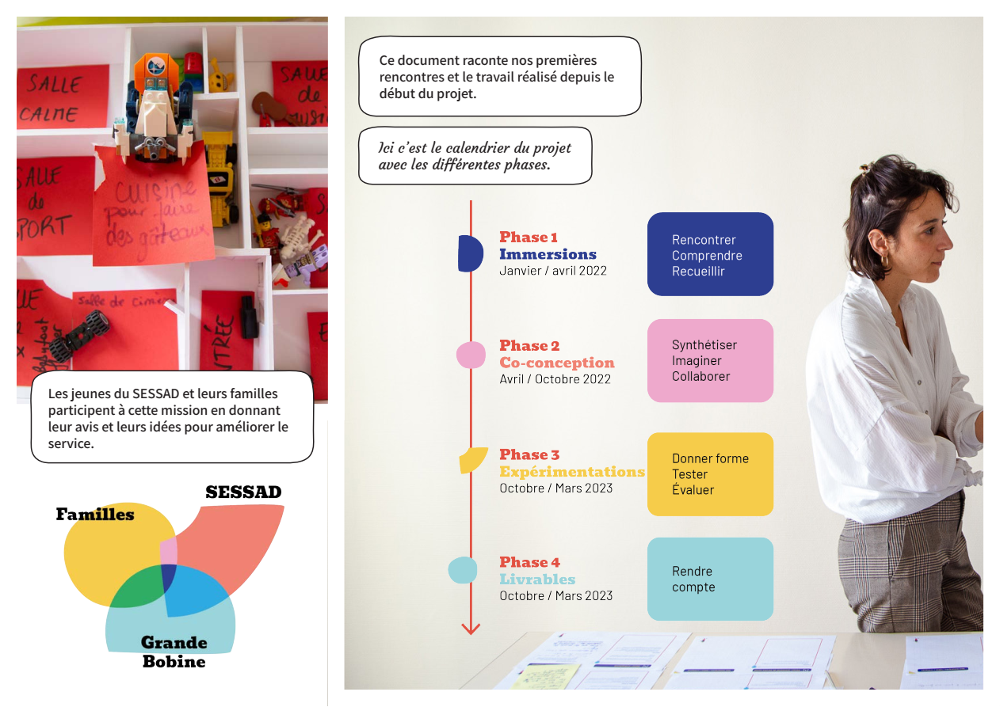 SALLE
CALME
SALLE
de
musi
SALLE
de
SPORT
cuisine
pour faire
des gâteaux
S
salle de ciném
NTRÉE
Les jeunes du SESSAD et leurs familles
participent à cette mission en donnant
leur avis et leurs idées pour améliorer le
service.
SESSAD
Familles
Grande
Bobine
Ce document raconte nos premières
rencontres et le travail réalisé depuis le
début du projet.
Ici c'est le calendrier du projet
avec les différentes phases.
Phase 1
Immersions
Janvier / avril 2022
Rencontrer
Comprendre
Recueillir
Phase 2
Co-conception
Avril / Octobre 2022
Synthétiser
Imaginer
Collaborer
Phase 3
Expérimentations
Octobre / Mars 2023
Donner forme
Tester
Évaluer
Phase 4
Livrables
Octobre / Mars 2023
Rendre
compte